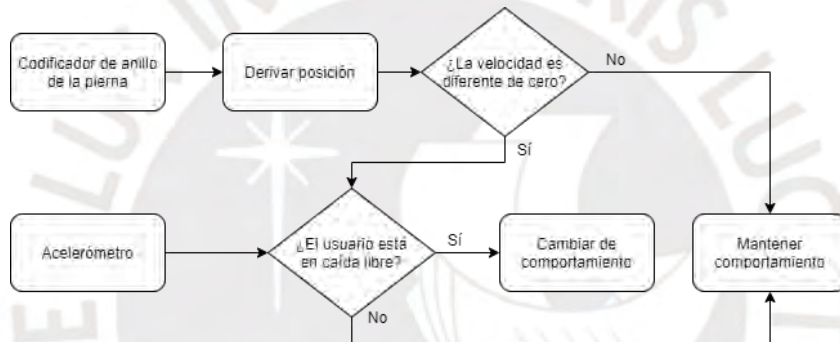 Codificador de anillo
de la pierna
Derivar posición
¿La velocidad es
diferente de cero?
No
Sí
Acelerómetro
¿El usuario está
en caída libre?
Sí
Cambiar de
comportamiento
Mantener
comportamiento
No